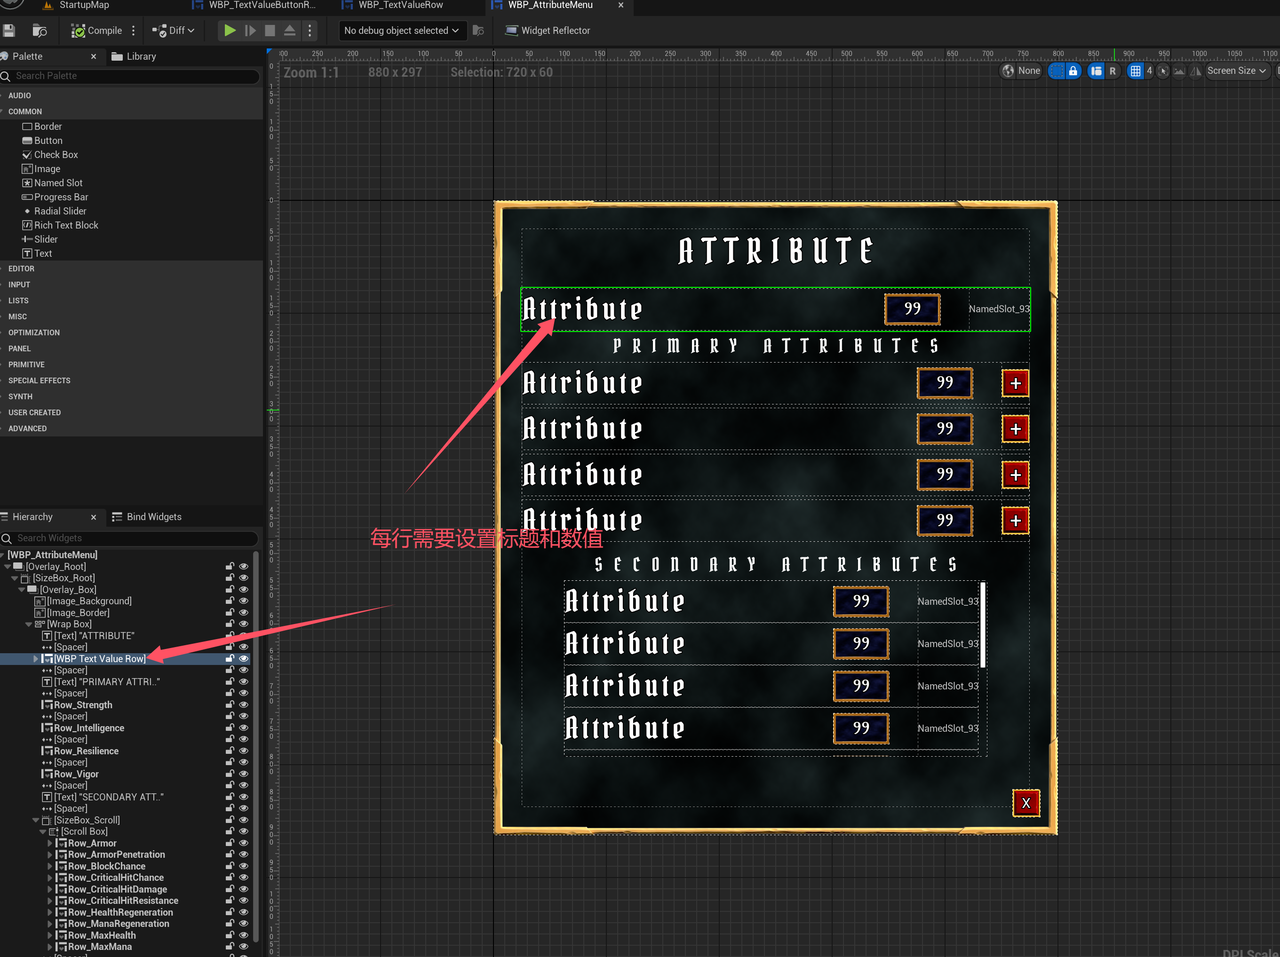 StartupMap
WBP_TextValueButtonR...
WBP_TextValueRow
WBP_AttributeMenu
Compile
Diff
No debug object selected
Widget Reflector
Palette
Library
Search Palette
AUDIO
COMMON
Border
Button
Check Box
Image
Named Slot
Progress Bar
Radial Slider
Rich Text Block
Slider
Text
EDITOR
INPUT
LISTS
MISC
OPTIMIZATION
PANEL
PRIMITIVE
SPECIAL EFFECTS
SYNTH
USER CREATED
ADVANCED
Hierarchy
Bind Widgets
Search Widgets
[WBP_AttributeMenu]
[Overlay_Root]
[SizeBox_Root]
[Overlay_Box]
[Image_Background]
[Image_Border]
[Wrap Box]
[Text] "ATTRIBUTE"
[Spacer]
[WBP Text Value Row]
[Spacer]
[Text] "PRIMARY ATTRI.."
[Spacer]
Row_Strength
[Spacer]
Row_Intelligence
[Spacer]
Row_Resilience
[Spacer]
Row_Vigor
[Spacer]
[Text] "SECONDARY ATT.."
[Spacer]
[SizeBox_Scroll]
[Scroll Box]
Row_Armor
Row_ArmorPenetration
Row_BlockChance
Row_CriticalHitChance
Row_CriticalHitDamage
Row_CriticalHitResistance
Row_HealthRegeneration
Row_ManaRegeneration
Row_MaxHealth
Row_MaxMana
Zoom 1:1
880 x 297
Selection: 720 x 60
None
R
4
Screen Size
ATTRIBUTE
Attribute 99 NamedSlot_93
PRIMARY ATTRIBUTES
Attribute 99 +
Attribute 99 +
Attribute 99 +
Attribute 99 +
每行需要设置标题和数值
SECONDARY ATTRIBUTES
Attribute 99 NamedSlot_93
Attribute 99 NamedSlot_93
Attribute 99 NamedSlot_93
Attribute 99 NamedSlot_93
X
DPI Scale